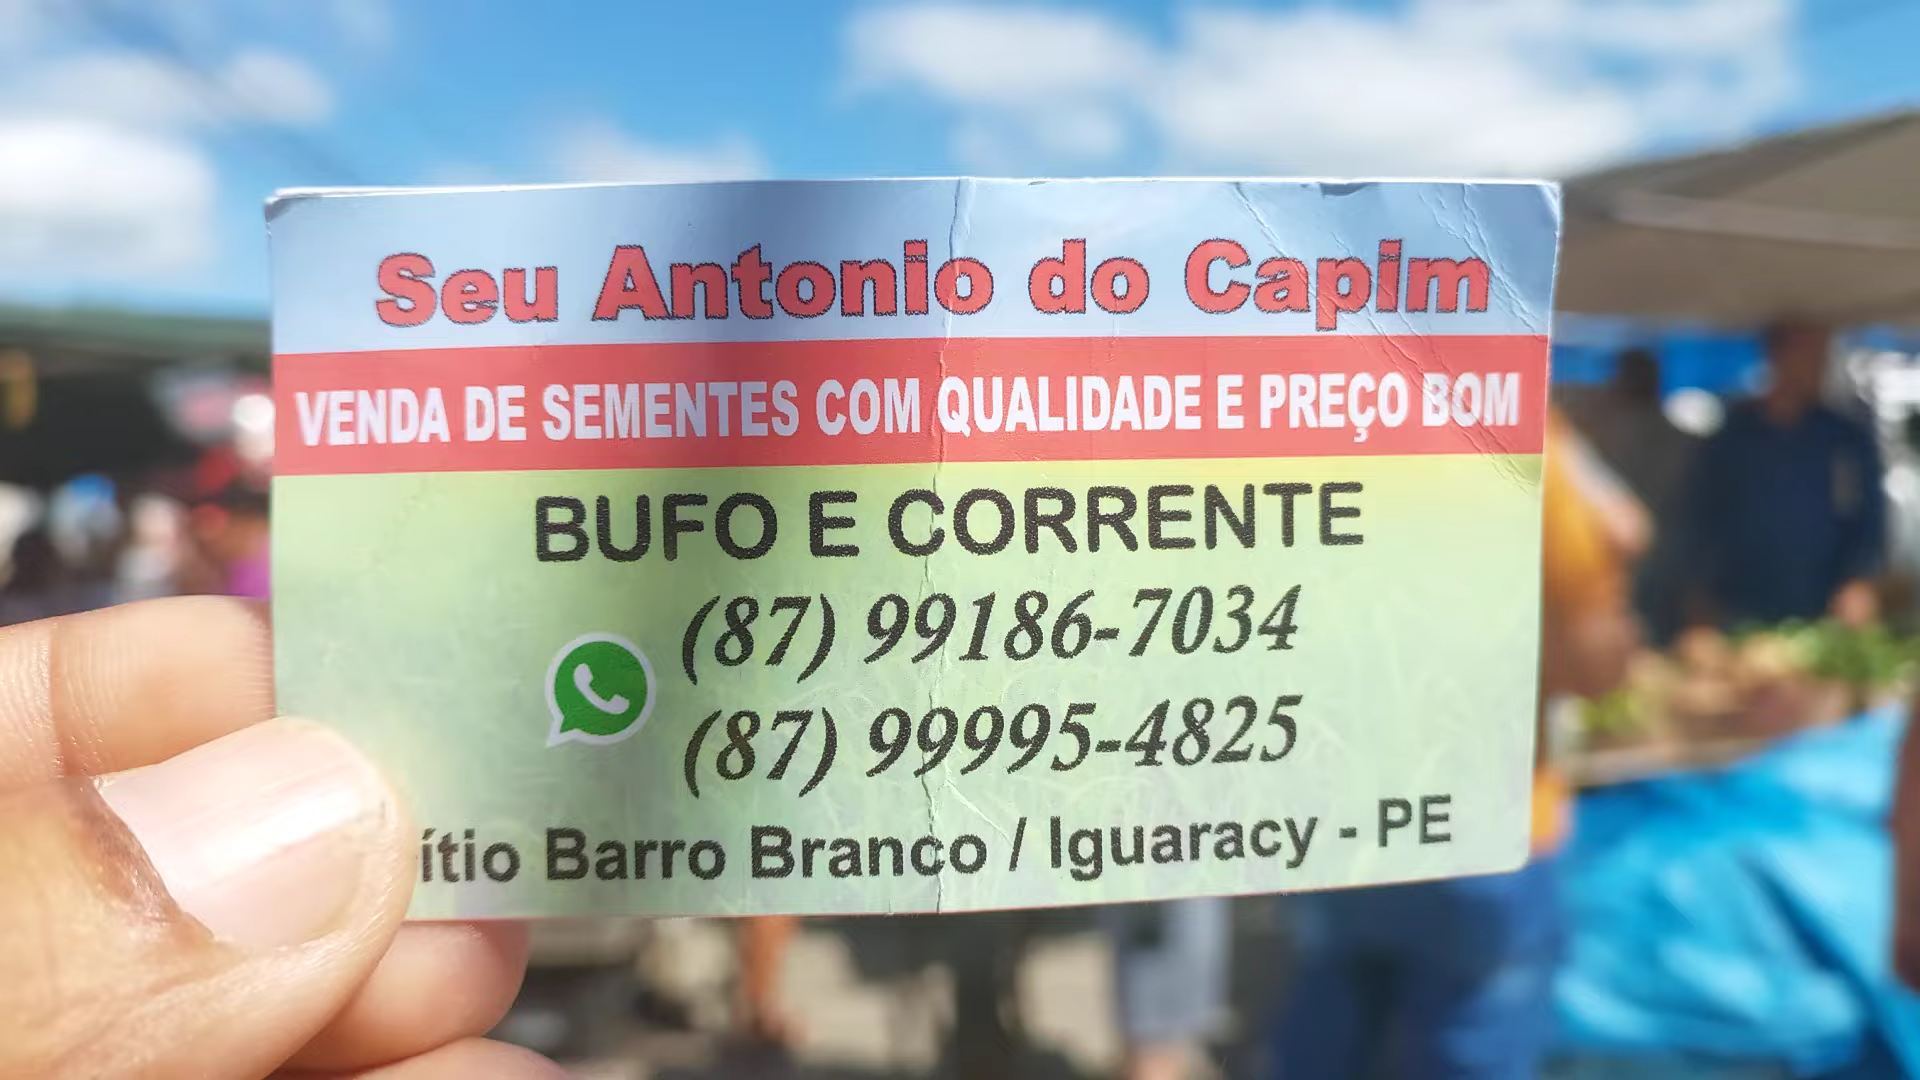 Seu Antonio do Capim
VENDA DE SEMENTES COM QUALIDADE E PREÇO BOM
BUFO E CORRENTE
(87) 99186-7034
(87) 99995-4825
ítio Barro Branco / Iguaracy - PE